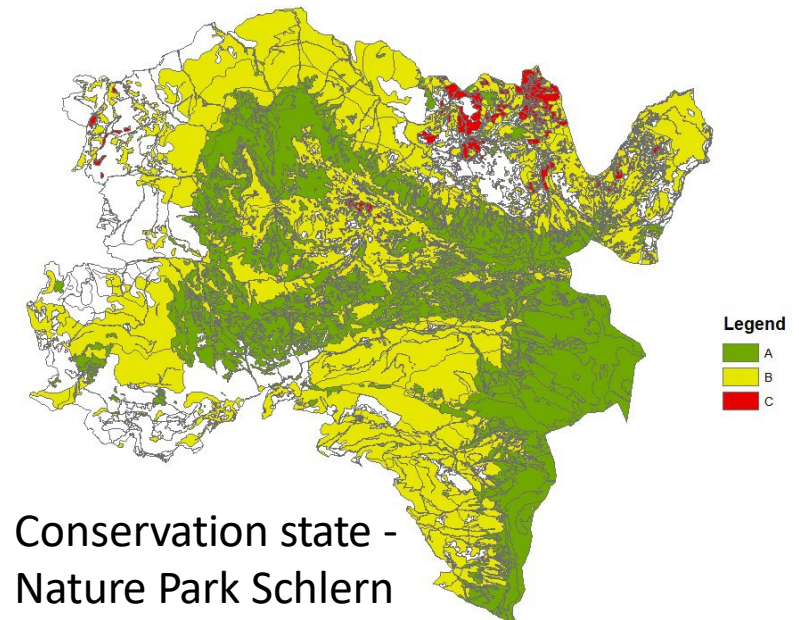 Legend
A
B
C
Conservation state -
Nature Park Schlern